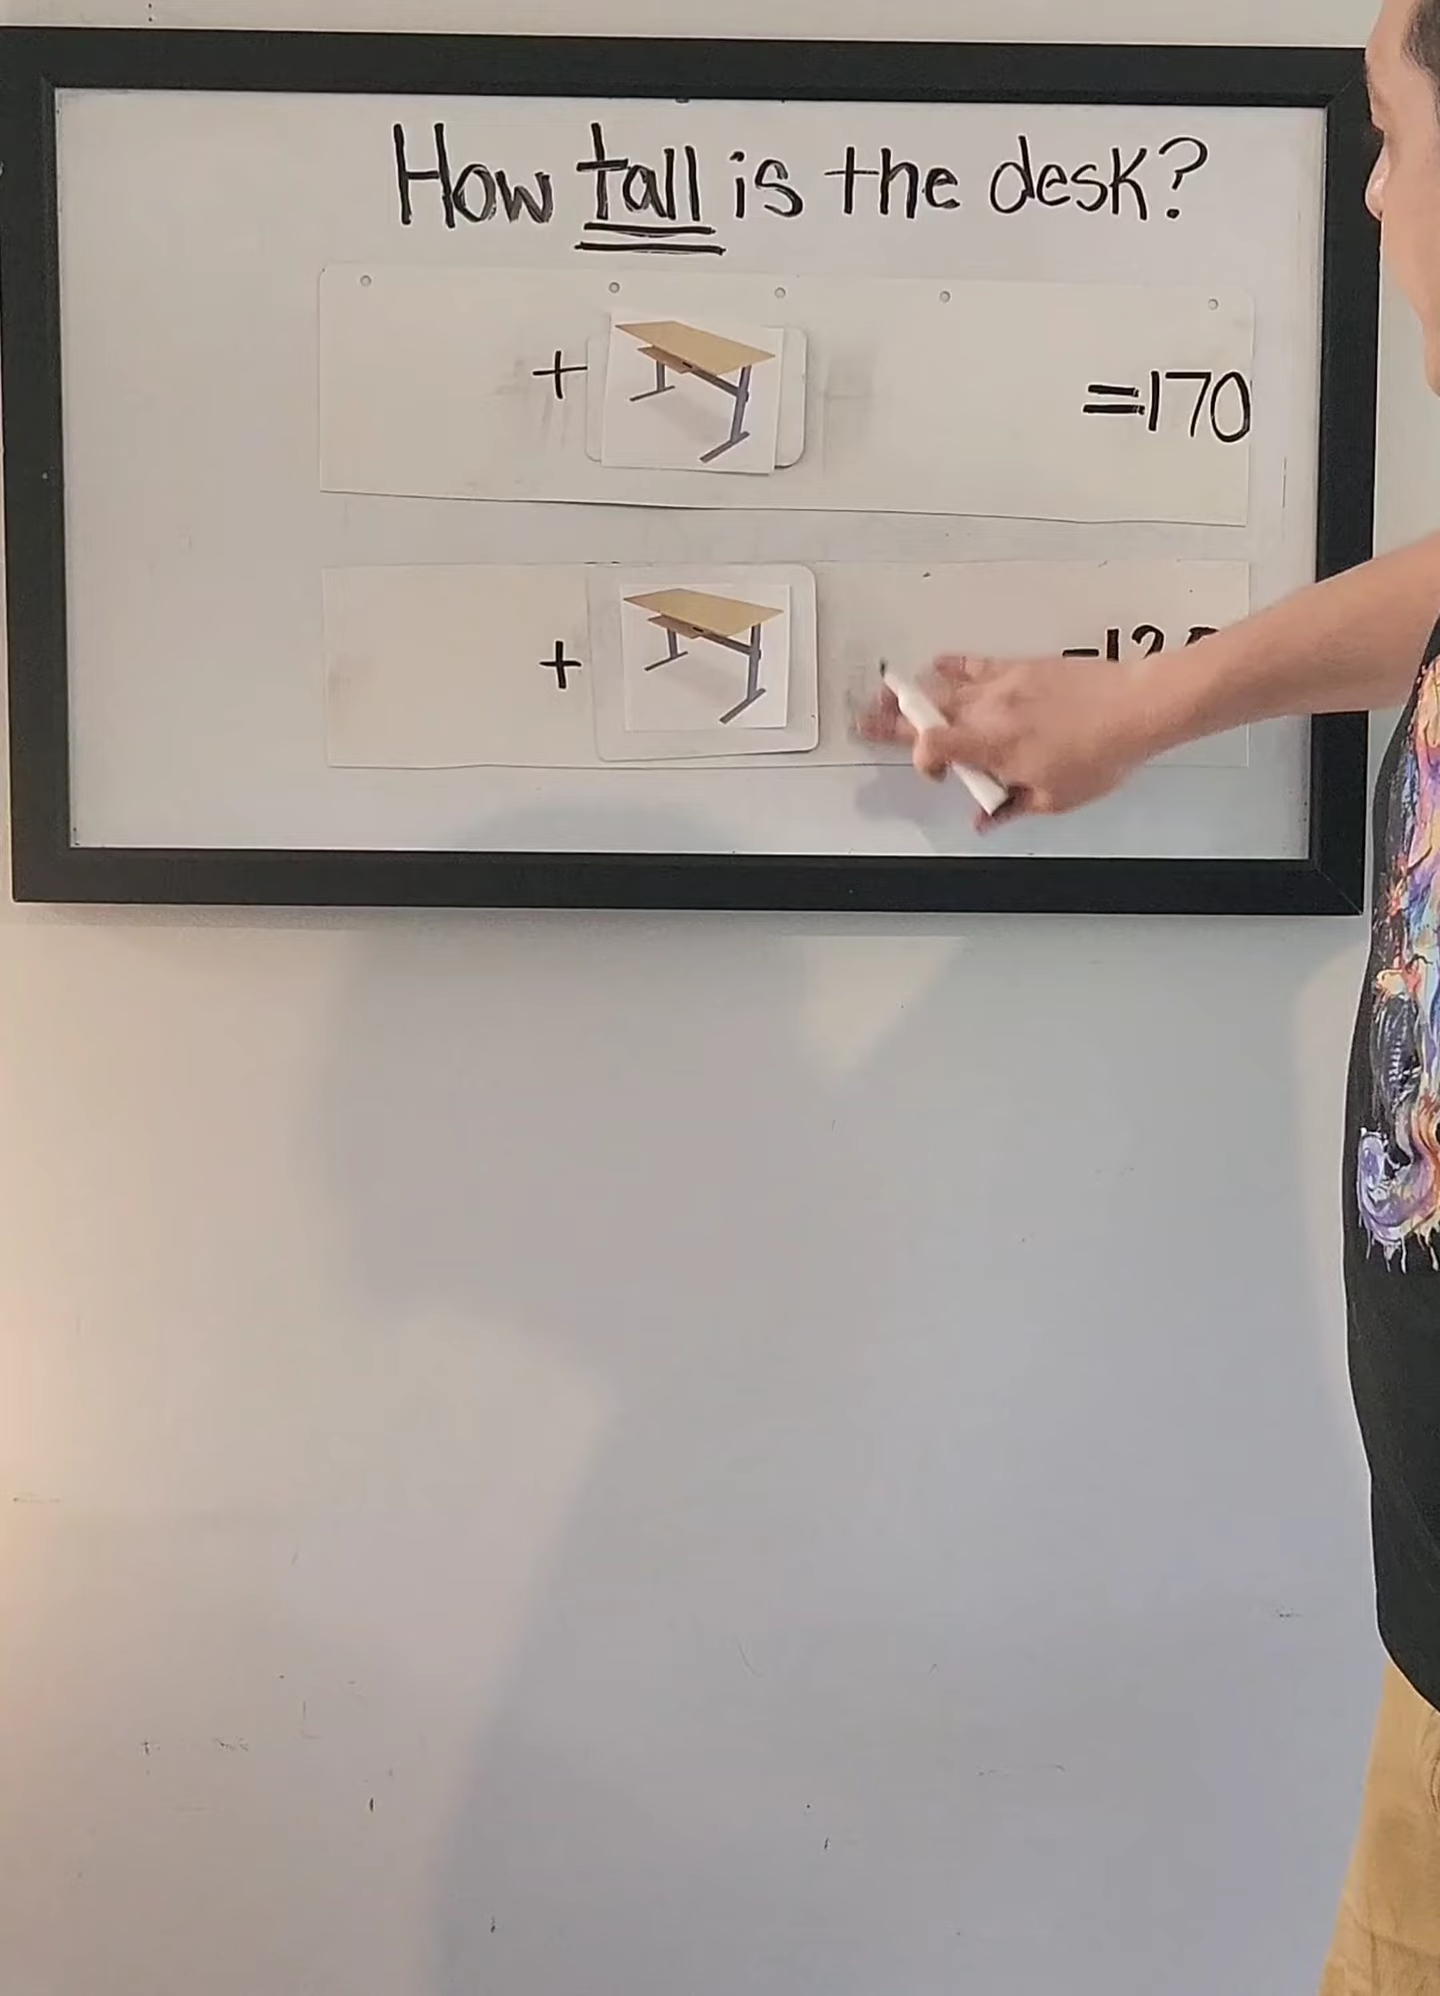 How tall is the desk?
+ =170
+